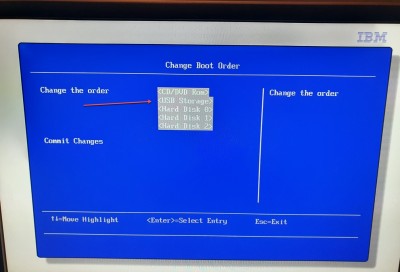 IBM
Change Boot Order
Change the order
<CD/DVD Rom>
<USB Storage>
<Hard Disk 0>
<Hard Disk 1>
<Hard Disk 2>
Change the order
Commit Changes
↑↓=Move Highlight <Enter>=Select Entry Esc=Exit